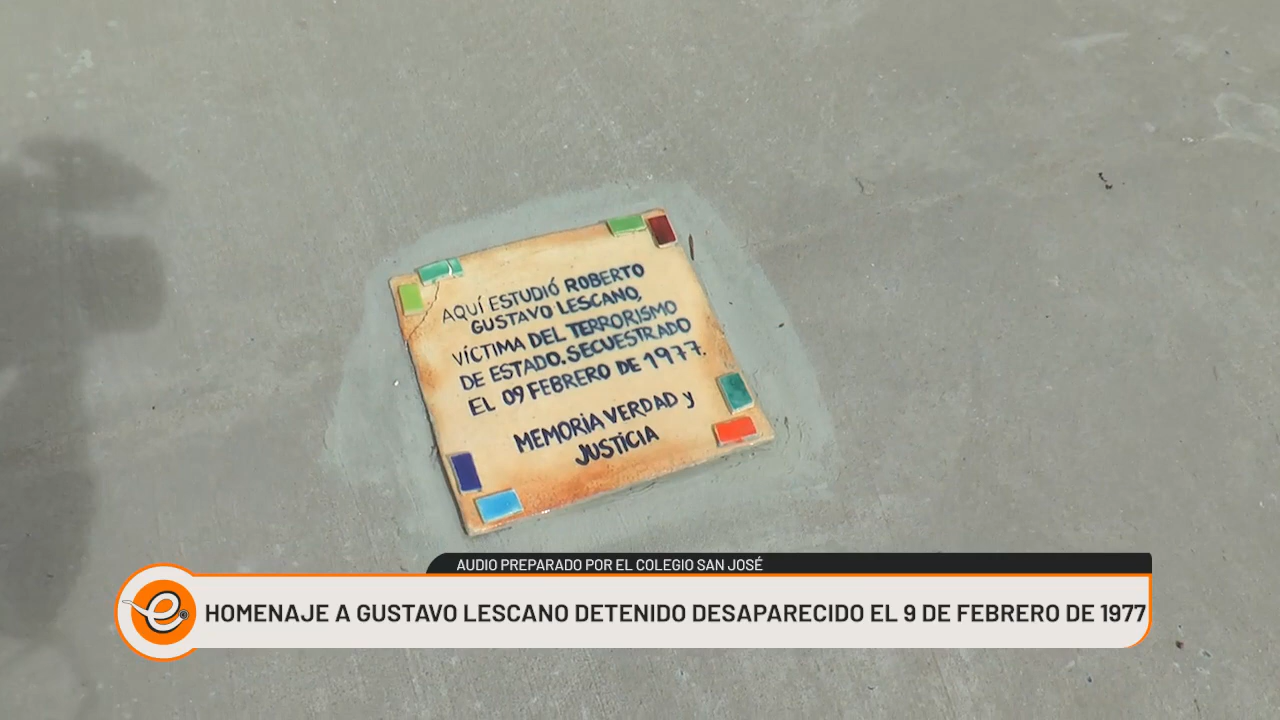 AQUÍ ESTUDIÓ ROBERTO
GUSTAVO LESCANO,
VÍCTIMA DEL TERRORISMO
DE ESTADO. SECUESTRADO
EL 09 FEBRERO DE 1977.
MEMORIA VERDAD y
JUSTICIA
AUDIO PREPARADO POR EL COLEGIO SAN JOSÉ
HOMENAJE A GUSTAVO LESCANO DETENIDO DESAPARECIDO EL 9 DE FEBRERO DE 1977